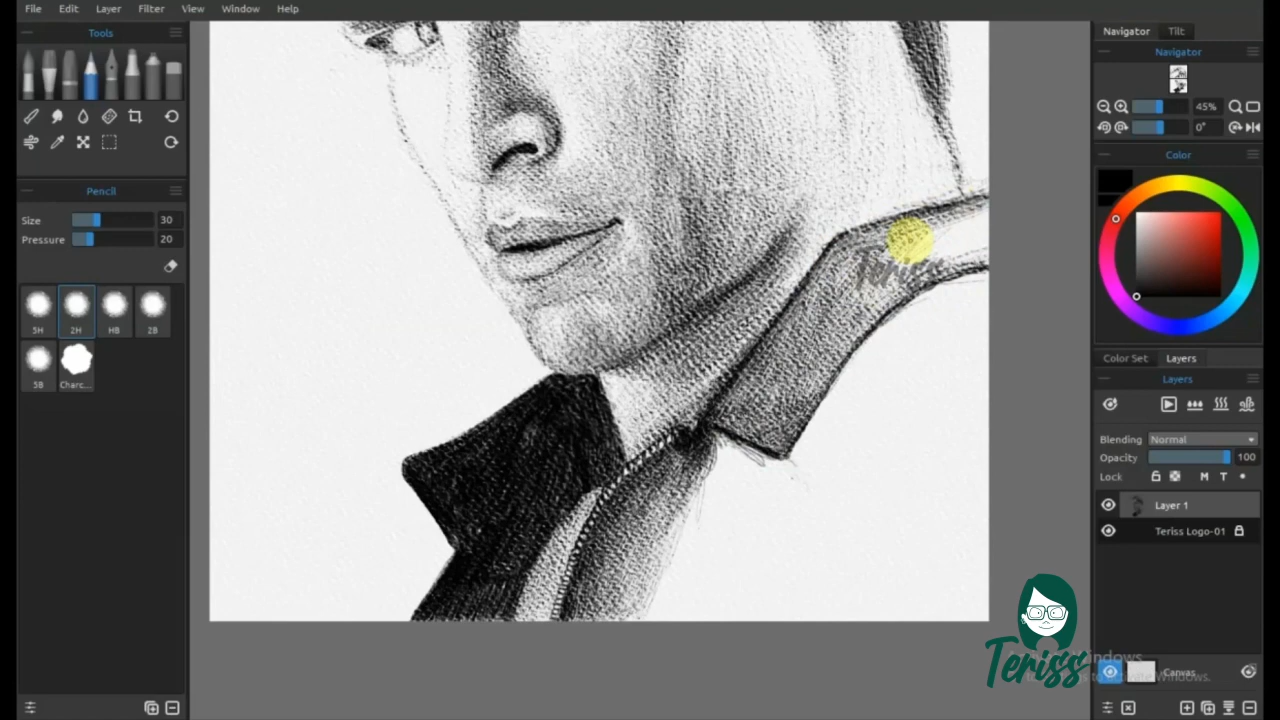 File Edit Layer Filter View Window Help
Tools
Pencil
Size 30
Pressure 20
5H 2H HB 2B
5B Charc...
Teriss
Navigator Tilt
Navigator
45%
0°
Color
Color Set Layers
Layers
Blending Normal
Opacity 100
Lock M T
Layer 1
Teriss Logo-01
Canvas
Teriss